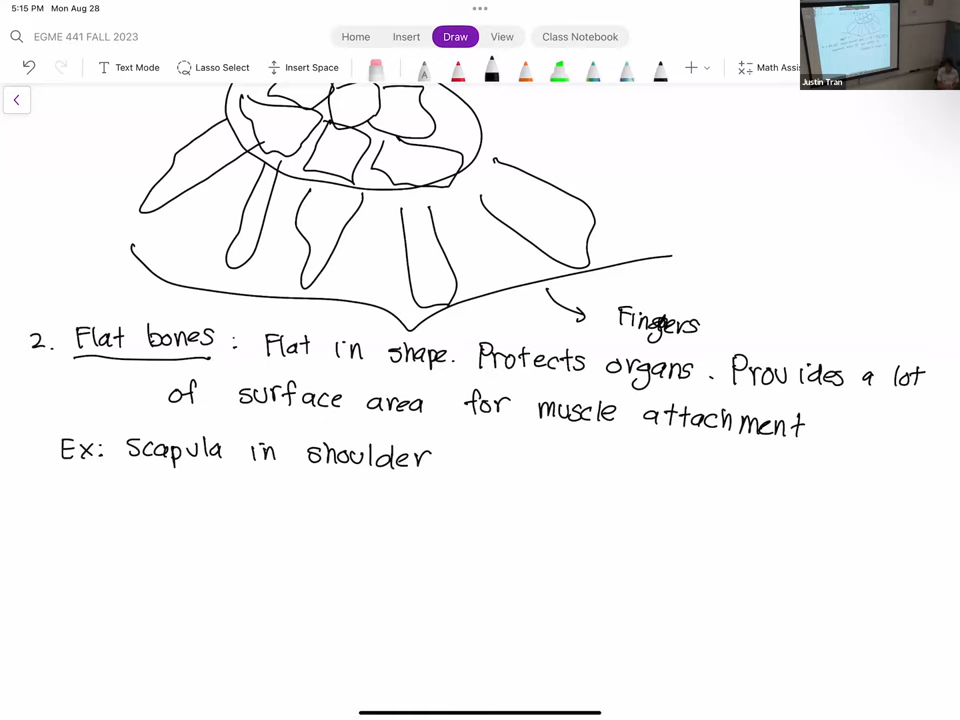 5:15 PM Mon Aug 28
EGME 441 FALL 2023
Home Insert Draw View Class Notebook
Text Mode Lasso Select Insert Space A Math Assis
Justin Tran
Fingers
2. Flat bones : Flat in shape. Protects organs. Provides a lot
of surface area for muscle attachment
Ex: Scapula in shoulder